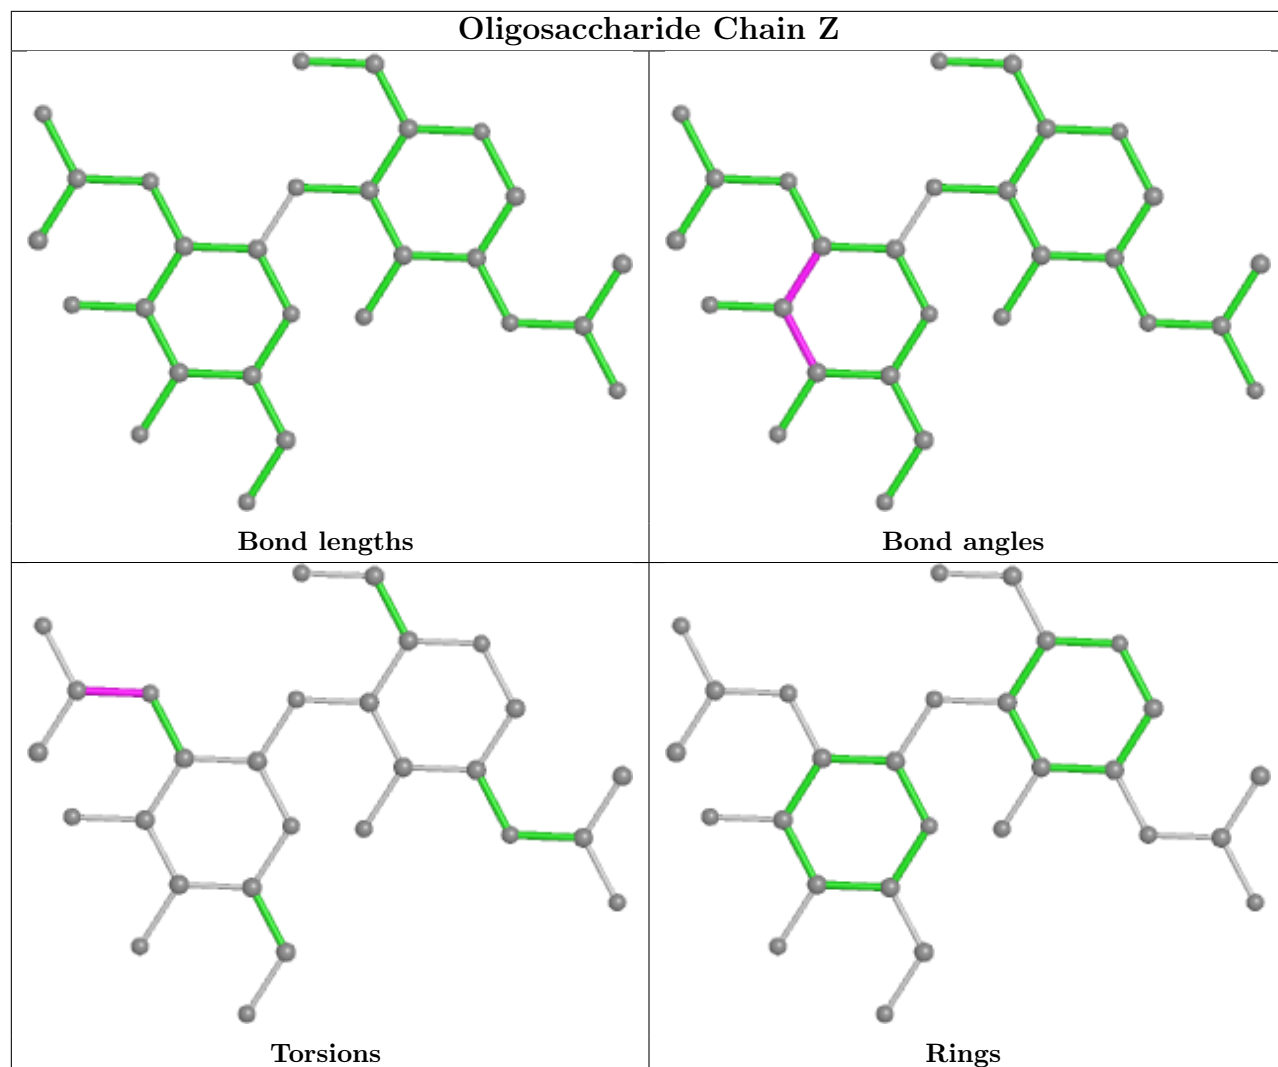 Oligosaccharide Chain Z
Bond lengths
Bond angles
Torsions
Rings